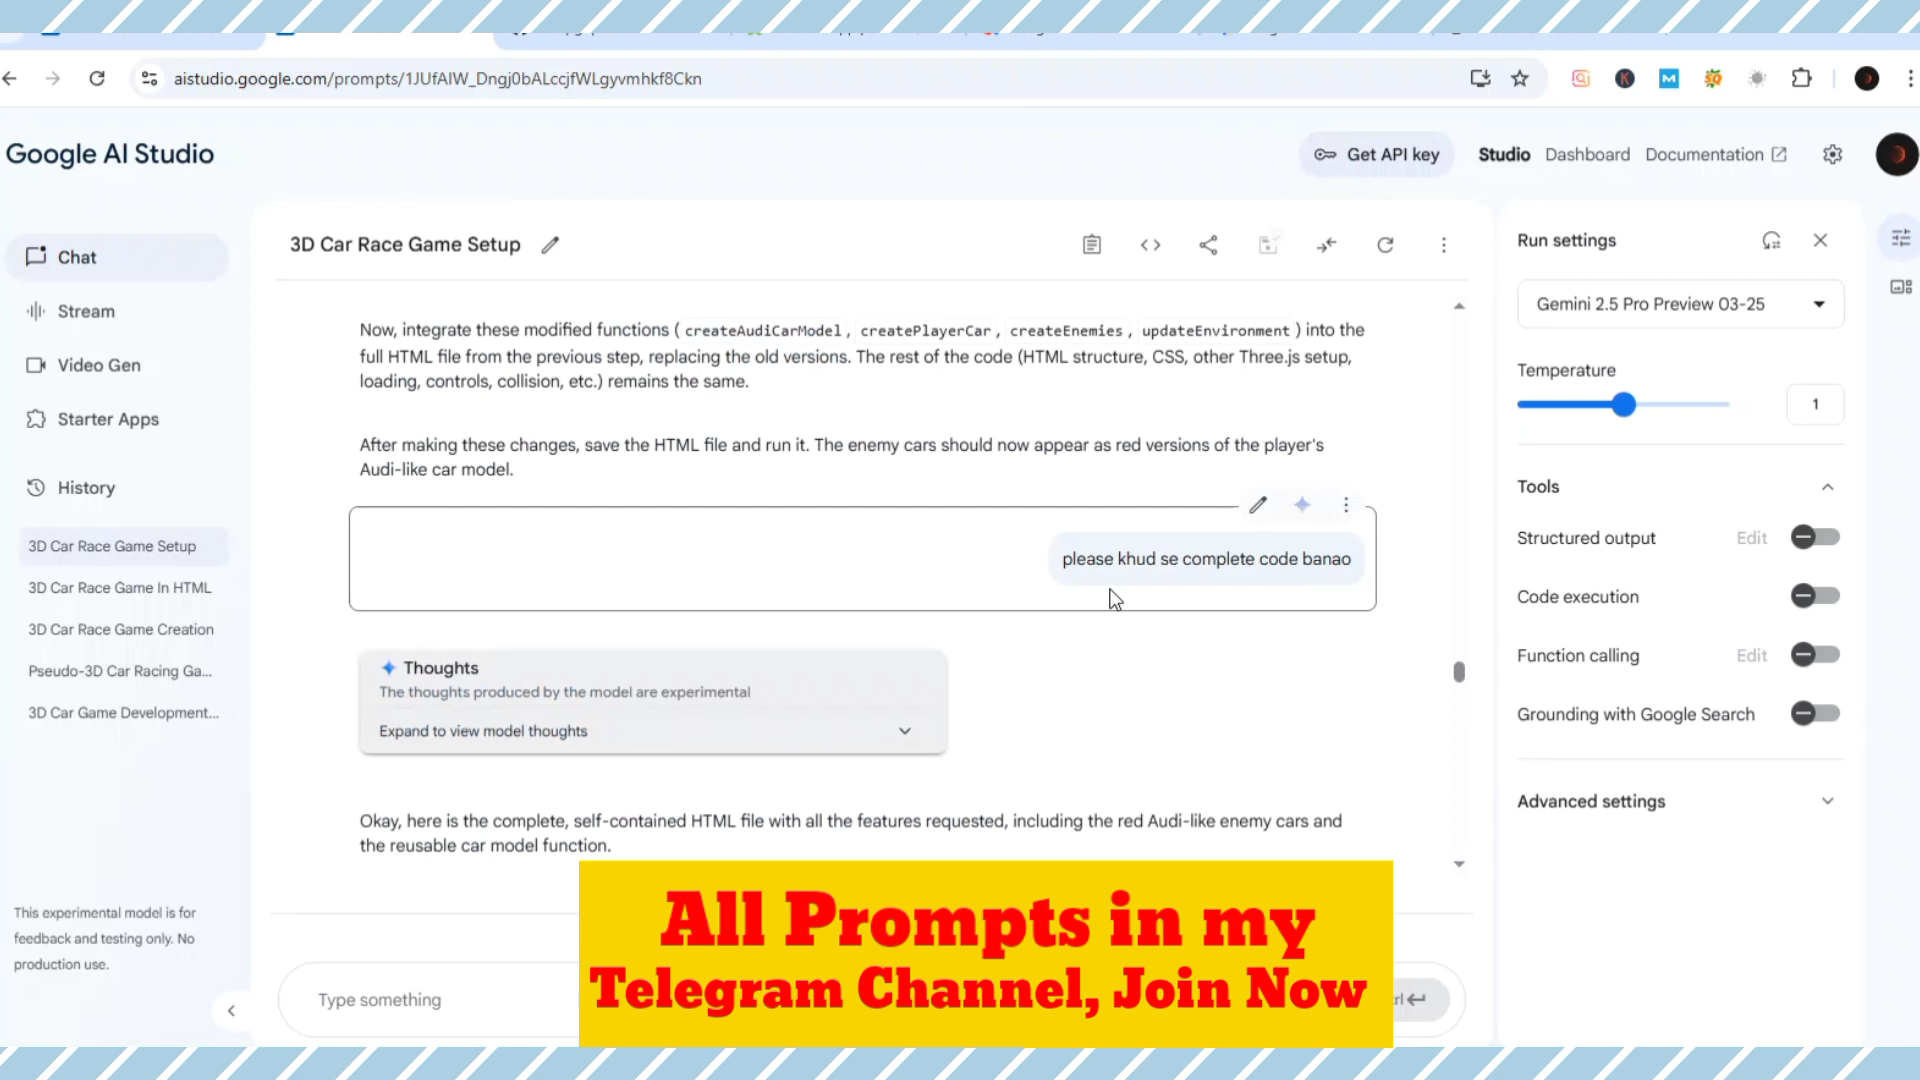 aistudio.google.com/prompts/1JUfAIW_Dngj0bALccjfWLgyvmhkf8Ckn
Google AI Studio
Get API key
Studio
Dashboard
Documentation
Chat
Stream
Video Gen
Starter Apps
History
3D Car Race Game Setup
3D Car Race Game In HTML
3D Car Race Game Creation
Pseudo-3D Car Racing Ga...
3D Car Game Development...
This experimental model is for
feedback and testing only. No
production use.
3D Car Race Game Setup
Now, integrate these modified functions ( createAudiCarModel , createPlayerCar , createEnemies , updateEnvironment ) into the
full HTML file from the previous step, replacing the old versions. The rest of the code (HTML structure, CSS, other Three.js setup,
loading, controls, collision, etc.) remains the same.
After making these changes, save the HTML file and run it. The enemy cars should now appear as red versions of the player's
Audi-like car model.
please khud se complete code banao
Thoughts
The thoughts produced by the model are experimental
Expand to view model thoughts
Okay, here is the complete, self-contained HTML file with all the features requested, including the red Audi-like enemy cars and
the reusable car model function.
Type something
All Prompts in my
Telegram Channel, Join Now
Run settings
Gemini 2.5 Pro Preview 03-25
Temperature
1
Tools
Structured output
Edit
Code execution
Function calling
Edit
Grounding with Google Search
Advanced settings